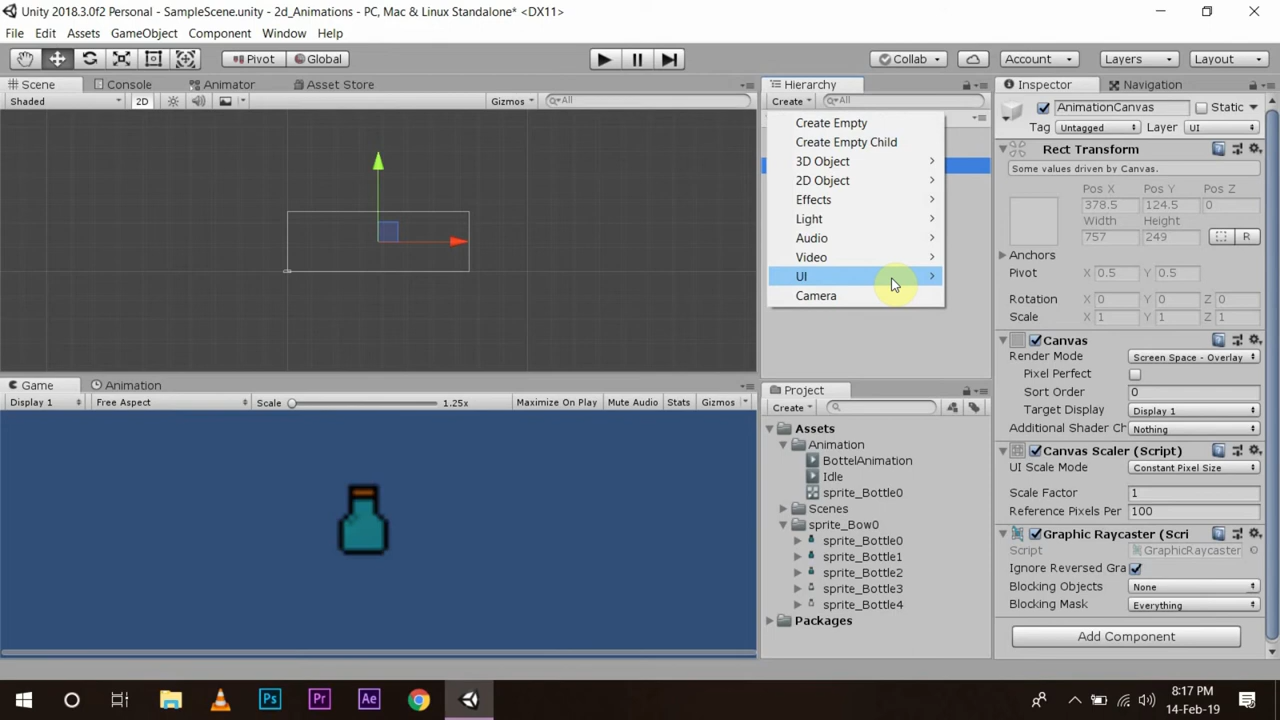 Unity 2018.3.0f2 Personal - SampleScene.unity - 2d_Animations - PC, Mac & Linux Standalone* <DX11>
File Edit Assets GameObject Component Window Help
Pivot Global Collab Account Layers Layout
Scene Console Animator Asset Store
Shaded 2D Gizmos All
Hierarchy
Create All
Create Empty
Create Empty Child
3D Object
2D Object
Effects
Light
Audio
Video
UI
Camera
Inspector Navigation
AnimationCanvas Static
Tag Untagged Layer UI
Rect Transform
Some values driven by Canvas.
Pos X Pos Y Pos Z
378.5 124.5 0
Width Height
757 249 R
Anchors
Pivot X 0.5 Y 0.5
Rotation X 0 Y 0 Z 0
Scale X 1 Y 1 Z 1
Canvas
Render Mode Screen Space - Overlay
Pixel Perfect
Sort Order 0
Target Display Display 1
Additional Shader Ch Nothing
Canvas Scaler (Script)
UI Scale Mode Constant Pixel Size
Scale Factor 1
Reference Pixels Per 100
Graphic Raycaster (Scri
Script GraphicRaycaster
Ignore Reversed Gra
Blocking Objects None
Blocking Mask Everything
Add Component
Game Animation
Display 1 Free Aspect Scale 1.25x Maximize On Play Mute Audio Stats Gizmos
Project
Create
Assets
Animation
BottelAnimation
Idle
sprite_Bottle0
Scenes
sprite_Bow0
sprite_Bottle0
sprite_Bottle1
sprite_Bottle2
sprite_Bottle3
sprite_Bottle4
Packages
Ps Pr Ae
8:17 PM
14-Feb-19